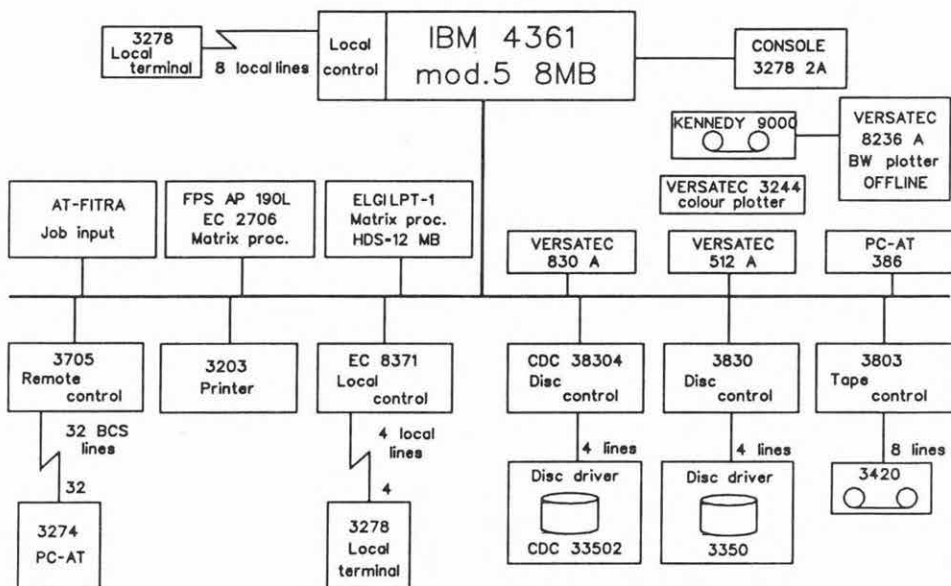 3278
Local
terminal
8 local lines
Local
control
IBM 4361
mod.5 8MB
CONSOLE
3278 2A
KENNEDY 9000
VERSATEC
8236 A
BW plotter
OFFLINE
VERSATEC 3244
colour plotter
AT-FITRA
Job input
FPS AP 190L
EC 2706
Matrix proc.
ELGILPT-1
Matrix proc.
HDS-12 MB
VERSATEC
830 A
VERSATEC
512 A
PC-AT
386
3705
Remote
control
3203
Printer
EC 8371
Local
control
CDC 38304
Disc
control
3830
Disc
control
3803
Tape
control
32 BCS
lines
32
4 local
lines
4
4 lines
4 lines
8 lines
3274
PC-AT
3278
Local
terminal
Disc driver
CDC 33502
Disc driver
3350
3420